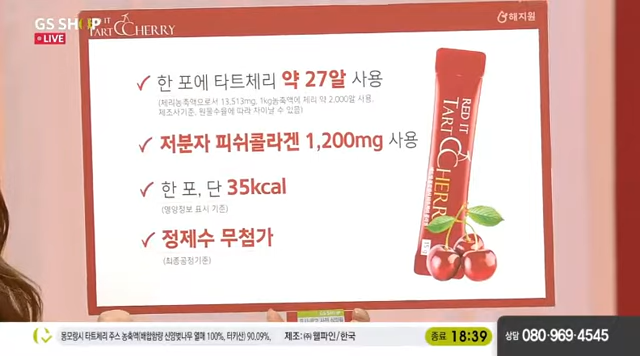 GS SHOP
LIVE
RED IT
TART CHERRY
해지원
✓ 한 포에 타트체리 약 27알 사용
(체리농축액으로서 13,513mg, 1kg농축액에 체리 약 2,000알 사용,
제조사기준, 원물수율에 따라 차이날 수 있음)
✓ 저분자 피쉬콜라겐 1,200mg 사용
✓ 한 포, 단 35kcal
(영양정보 표시 기준)
✓ 정제수 무첨가
(최종공정기준)
RED IT
TART CHERRY
몽모랑시 타트체리 주스 농축액(배합함량 신양벚나무 열매 100%, 터키산) 90.09%,
제조:㈜웰파인/한국
종료 18:39
상담 080·969·4545